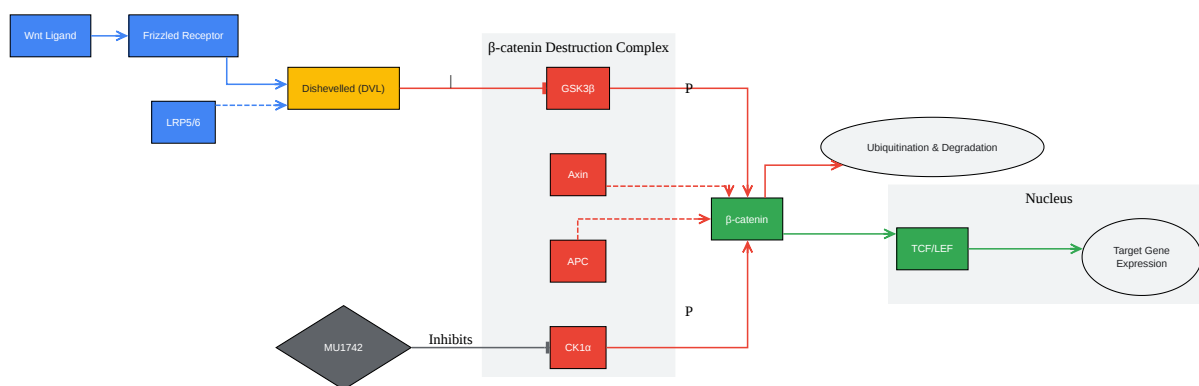 Wnt Ligand
Frizzled Receptor
LRP5/6
Dishevelled (DVL)
|
β-catenin Destruction Complex
GSK3β
P
Axin
APC
MU1742
Inhibits
CK1α
P
β-catenin
Ubiquitination & Degradation
Nucleus
TCF/LEF
Target Gene
Expression